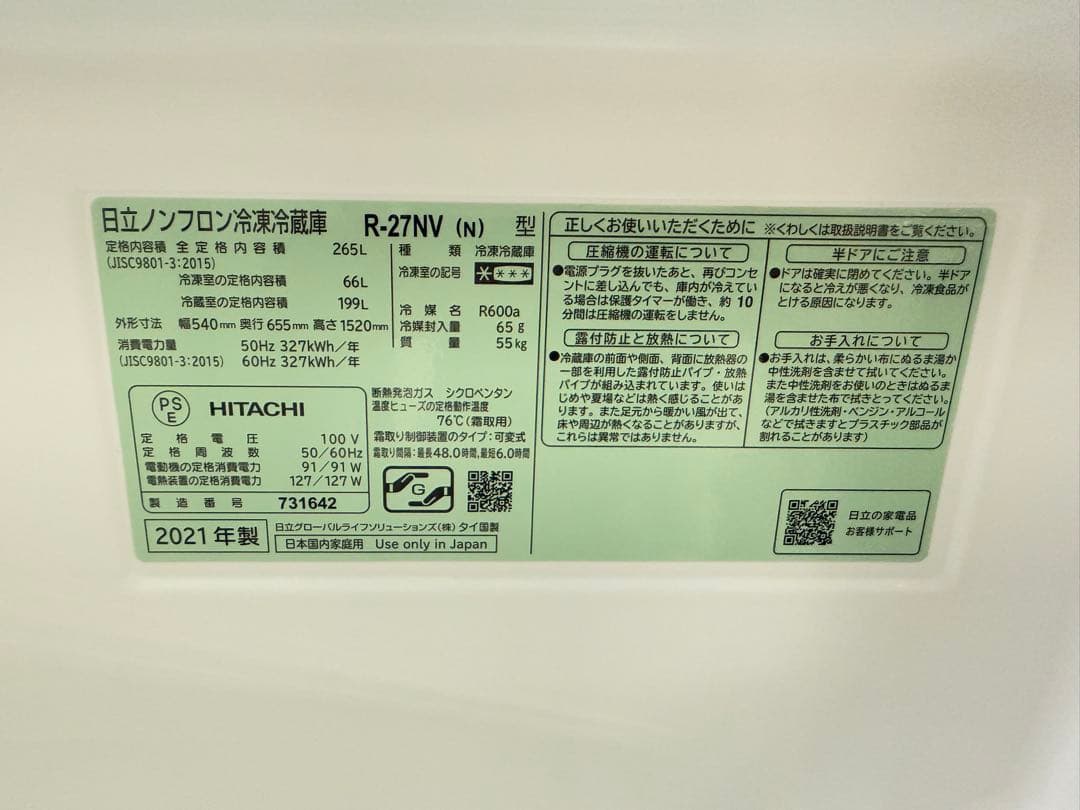 日立ノンフロン冷凍冷蔵庫 R-27NV (N) 型
定格内容積 全定格内容積 265L
(JISC9801-3:2015)
冷凍室の定格内容積 66L
冷蔵室の定格内容積 199L
外形寸法 幅540mm 奥行655mm 高さ1520mm
消費電力量 50Hz 327kWh/年
(JISC9801-3:2015) 60Hz 327kWh/年
種類 冷凍冷蔵庫
冷凍室の記号 ****
冷媒名 R600a
冷媒封入量 65g
質量 55kg
PS
E
HITACHI
定格電圧 100V
定格周波数 50/60Hz
電動機の定格消費電力 91/91W
電熱装置の定格消費電力 127/127W
製造番号 731642
断熱発泡ガス シクロペンタン
温度ヒューズの定格動作温度
76℃(霜取用)
霜取り制御装置のタイプ:可変式
霜取り間隔:最長48.0時間,最短6.0時間
G
2021年製
日立グローバルライフソリューションズ(株) タイ国製
日本国内家庭用 Use only in Japan
正しくお使いいただくために ※くわしくは取扱説明書をご覧ください。
圧縮機の運転について
●電源プラグを抜いたあと、再びコンセ
ントに差し込んでも、庫内が冷えてい
る場合は保護タイマーが働き、約10
分間は圧縮機の運転をしません。
露付防止と放熱について
●冷蔵庫の前面や側面、背面に放熱器の
一部を利用した露付防止パイプ・放熱
パイプが組み込まれています。使いは
じめや夏場などは熱く感じることがあ
ります。また足元から暖かい風が出て、
床や周辺が熱くなることがありますが、
これらは異常ではありません。
半ドアにご注意
●ドアは確実に閉めてください。半ドア
になると冷えが悪くなり、冷凍食品が
とける原因になります。
お手入れについて
●お手入れは、柔らかい布にぬるま湯か
中性洗剤を含ませて拭いてください。
また中性洗剤をお使いのときはぬるま
湯を含ませた布で拭きとってください。
(アルカリ性洗剤・ベンジン・アルコール
などで拭きますとプラスチック部品が
割れることがあります)
日立の家電品
お客様サポート